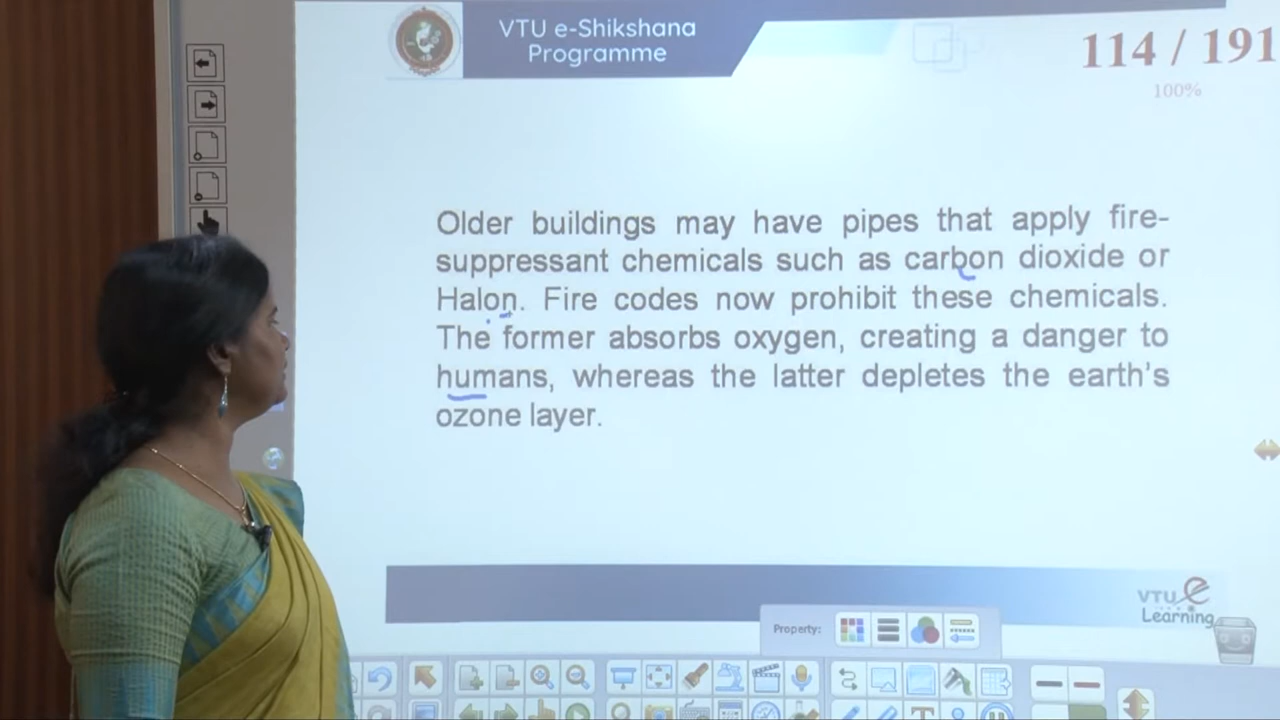 VTU e-Shikshana
Programme
114 / 191
100%
Older buildings may have pipes that apply fire-
suppressant chemicals such as carbon dioxide or
Halon. Fire codes now prohibit these chemicals.
The former absorbs oxygen, creating a danger to
humans, whereas the latter depletes the earth's
ozone layer.
VTU e
Learning
Property: